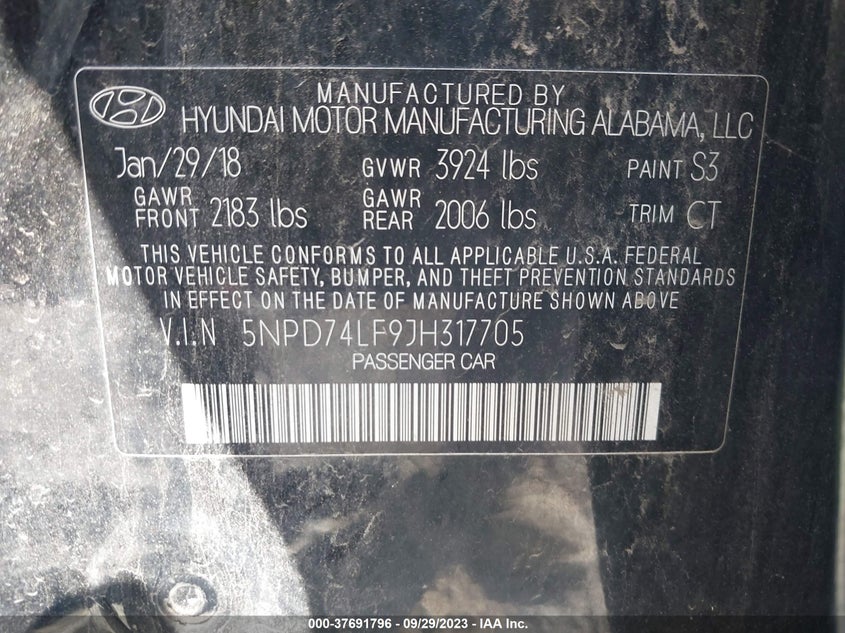 MANUFACTURED BY
HYUNDAI MOTOR MANUFACTURING ALABAMA, LLC
Jan/29/18 GVWR 3924 lbs PAINT S3
GAWR FRONT 2183 lbs GAWR REAR 2006 lbs TRIM CT
THIS VEHICLE CONFORMS TO ALL APPLICABLE U.S.A. FEDERAL
MOTOR VEHICLE SAFETY, BUMPER, AND THEFT PREVENTION STANDARDS
IN EFFECT ON THE DATE OF MANUFACTURE SHOWN ABOVE
V.I.N 5NPD74LF9JH317705
PASSENGER CAR
000-37691796 - 09/29/2023 - IAA Inc.